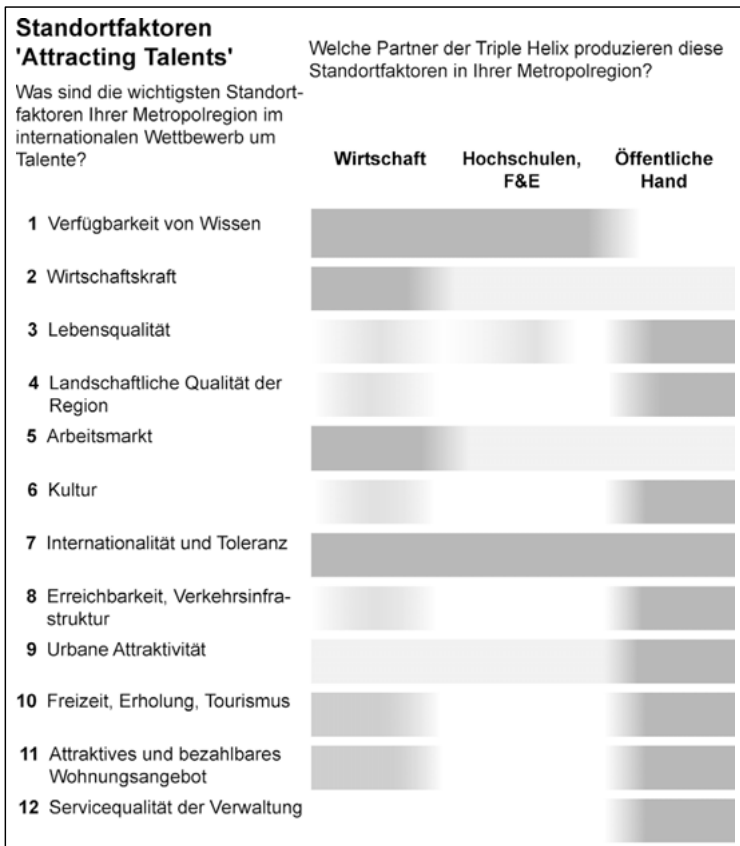 Standortfaktoren
'Attracting Talents'
Was sind die wichtigsten Standort-
faktoren Ihrer Metropolregion im
internationalen Wettbewerb um
Talente?
Welche Partner der Triple Helix produzieren diese
Standortfaktoren in Ihrer Metropolregion?
Wirtschaft
Hochschulen,
F&E
Öffentliche
Hand
1 Verfügbarkeit von Wissen
2 Wirtschaftskraft
3 Lebensqualität
4 Landschaftliche Qualität der
Region
5 Arbeitsmarkt
6 Kultur
7 Internationalität und Toleranz
8 Erreichbarkeit, Verkehrsinfra-
struktur
9 Urbane Attraktivität
10 Freizeit, Erholung, Tourismus
11 Attraktives und bezahlbares
Wohnungsangebot
12 Servicequalität der Verwaltung